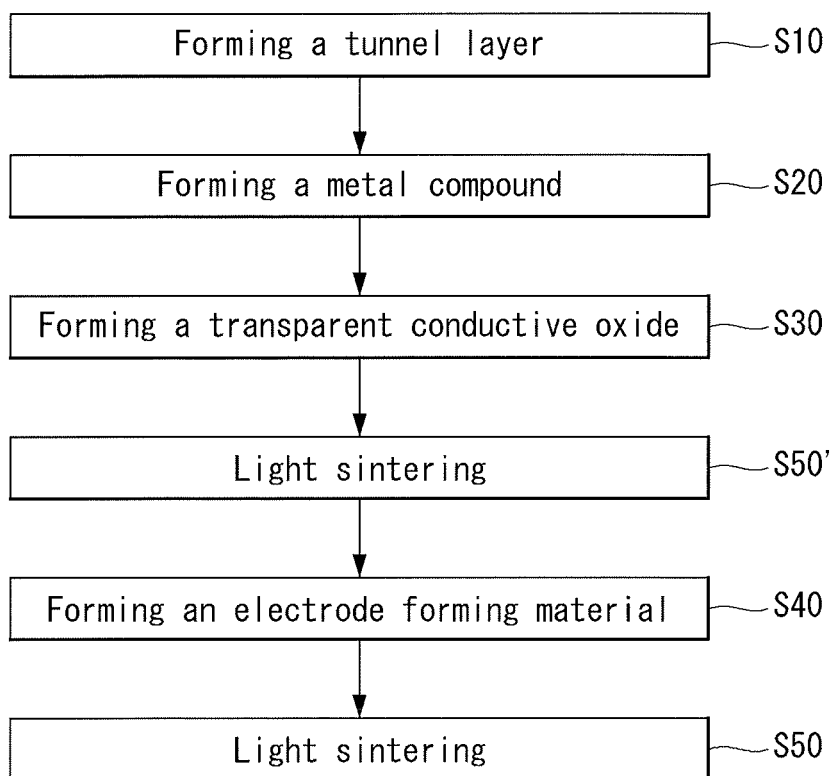 Forming a tunnel layer S10
Forming a metal compound S20
Forming a transparent conductive oxide S30
Light sintering S50'
Forming an electrode forming material S40
Light sintering S50